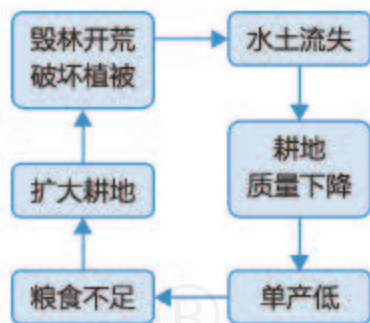 毁林开荒
破坏植被
水土流失
耕地
质量下降
单产低
粮食不足
扩大耕地